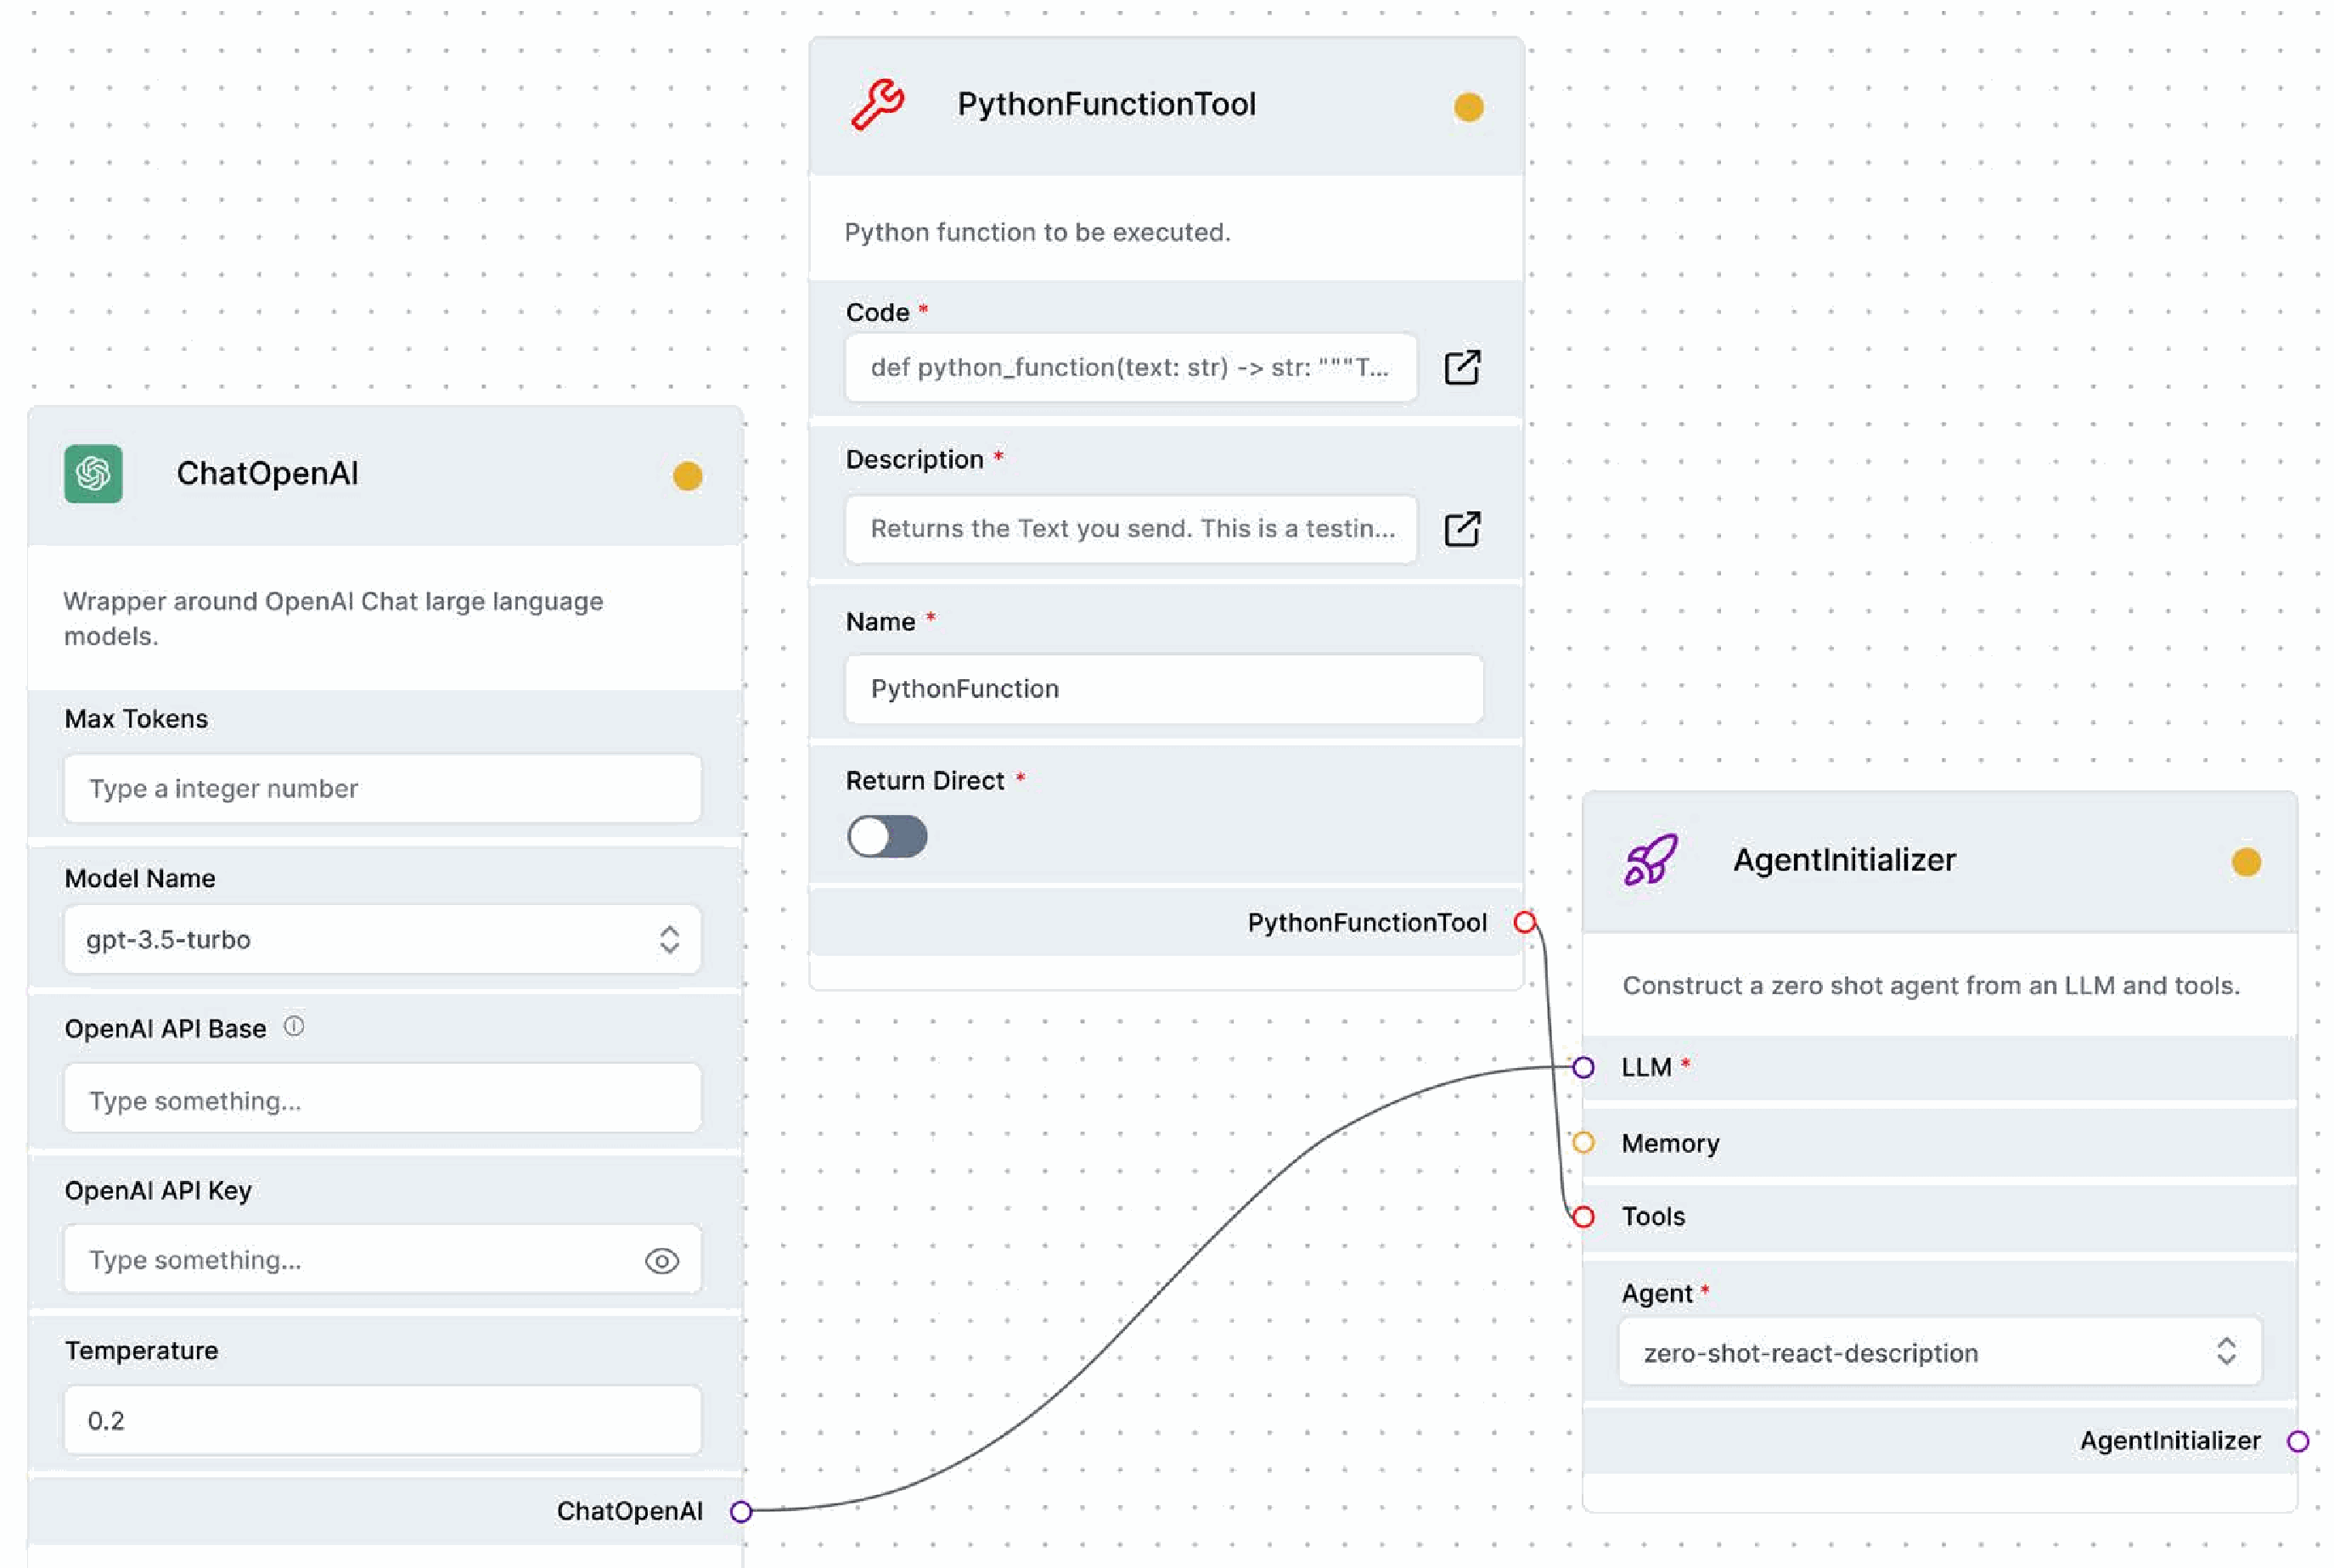 PythonFunctionTool
Python function to be executed.
Code *
def python_function(text: str) -> str: """T...
Description *
Returns the Text you send. This is a testin...
Name *
PythonFunction
Return Direct *
PythonFunctionTool
ChatOpenAI
Wrapper around OpenAI Chat large language
models.
Max Tokens
Type a integer number
Model Name
gpt-3.5-turbo
OpenAI API Base
Type something...
OpenAI API Key
Type something...
Temperature
0.2
ChatOpenAI
AgentInitializer
Construct a zero shot agent from an LLM and tools.
LLM *
Memory
Tools
Agent *
zero-shot-react-description
AgentInitializer